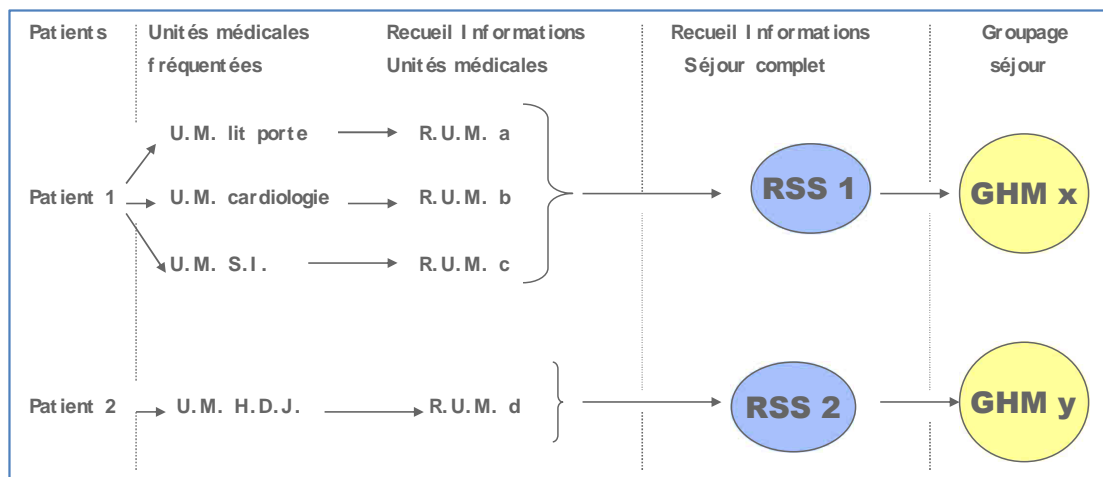 Patients
Unités médicales
fréquentées
Recueil Informations
Unités médicales
Recueil Informations
Séjour complet
Groupage
séjour
Patient 1
U.M. lit porte
R.U.M. a
U.M. cardiologie
R.U.M. b
U.M. S.I.
R.U.M. c
RSS 1
GHM x
Patient 2
U.M. H.D.J.
R.U.M. d
RSS 2
GHM y